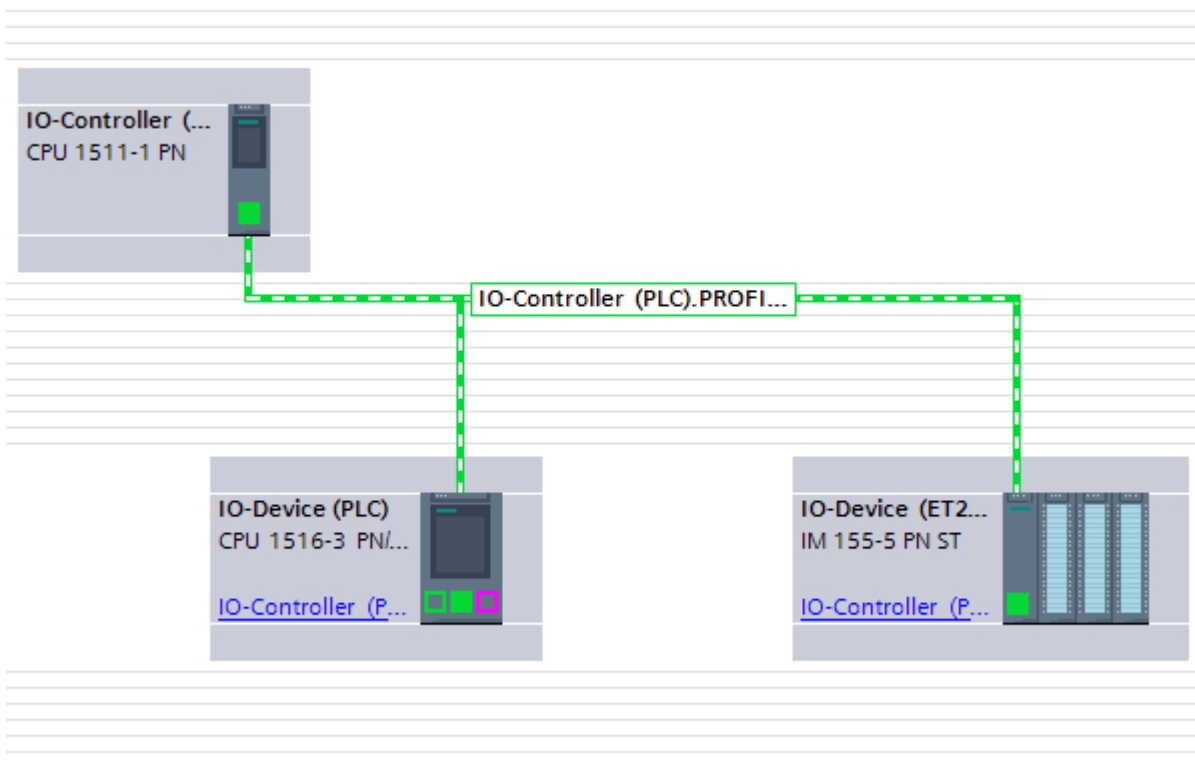 IO-Controller (...
CPU 1511-1 PN
IO-Controller (PLC).PROFI...
IO-Device (PLC)
CPU 1516-3 PN/...
IO-Controller (P...
IO-Device (ET2...
IM 155-5 PN ST
IO-Controller (P...